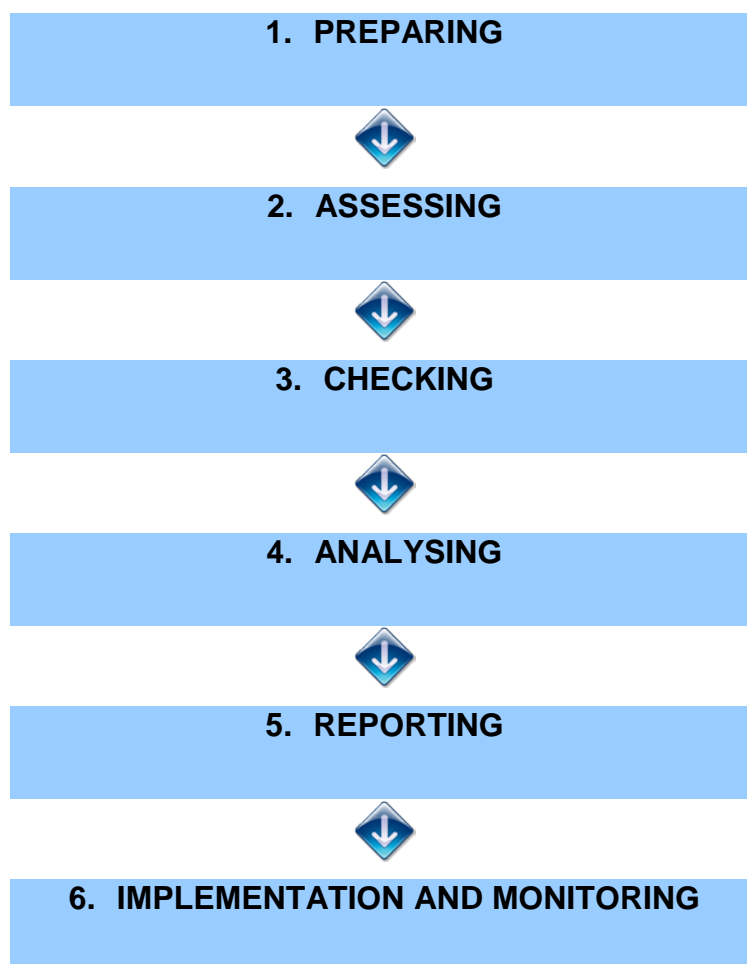 1. PREPARING
2. ASSESSING
3. CHECKING
4. ANALYSING
5. REPORTING
6. IMPLEMENTATION AND MONITORING